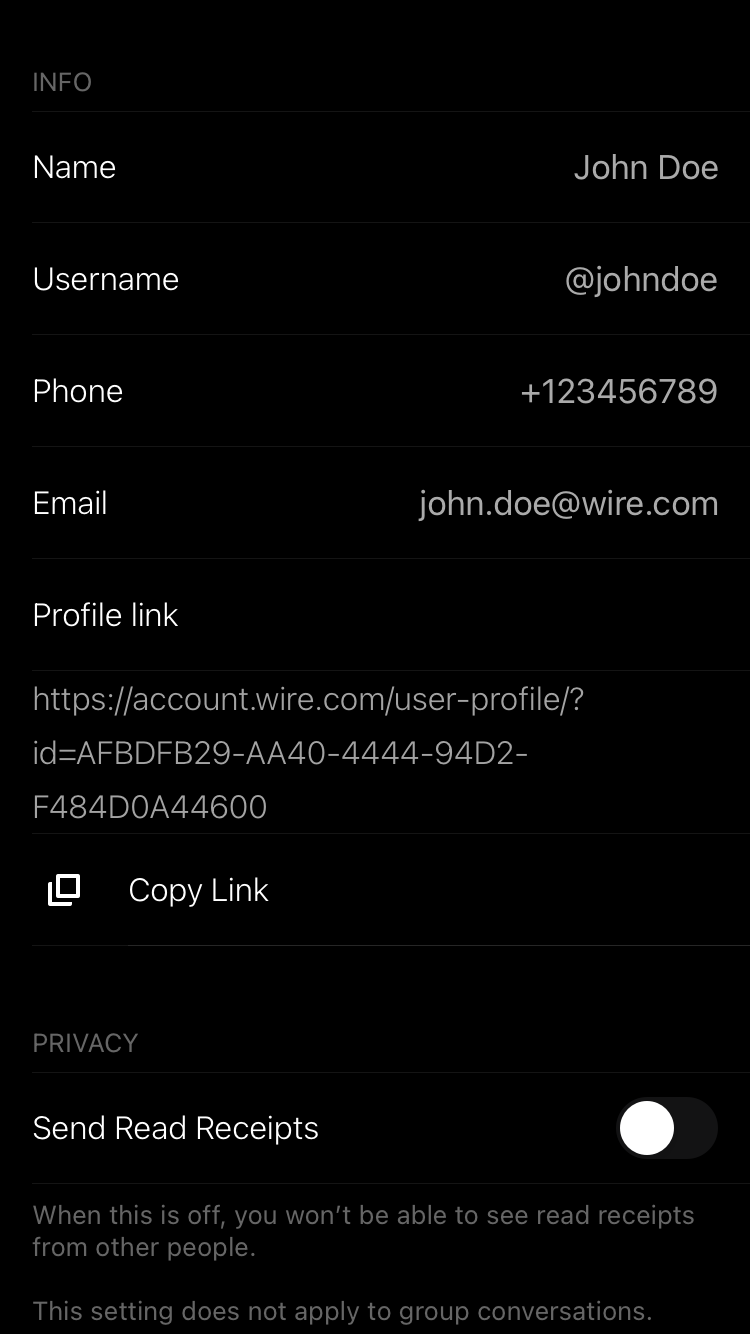 INFO
Name John Doe
Username @johndoe
Phone +123456789
Email john.doe@wire.com
Profile link
https://account.wire.com/user-profile/?
id=AFBDFB29-AA40-4444-94D2-
F484D0A44600
Copy Link
PRIVACY
Send Read Receipts
When this is off, you won’t be able to see read receipts
from other people.
This setting does not apply to group conversations.